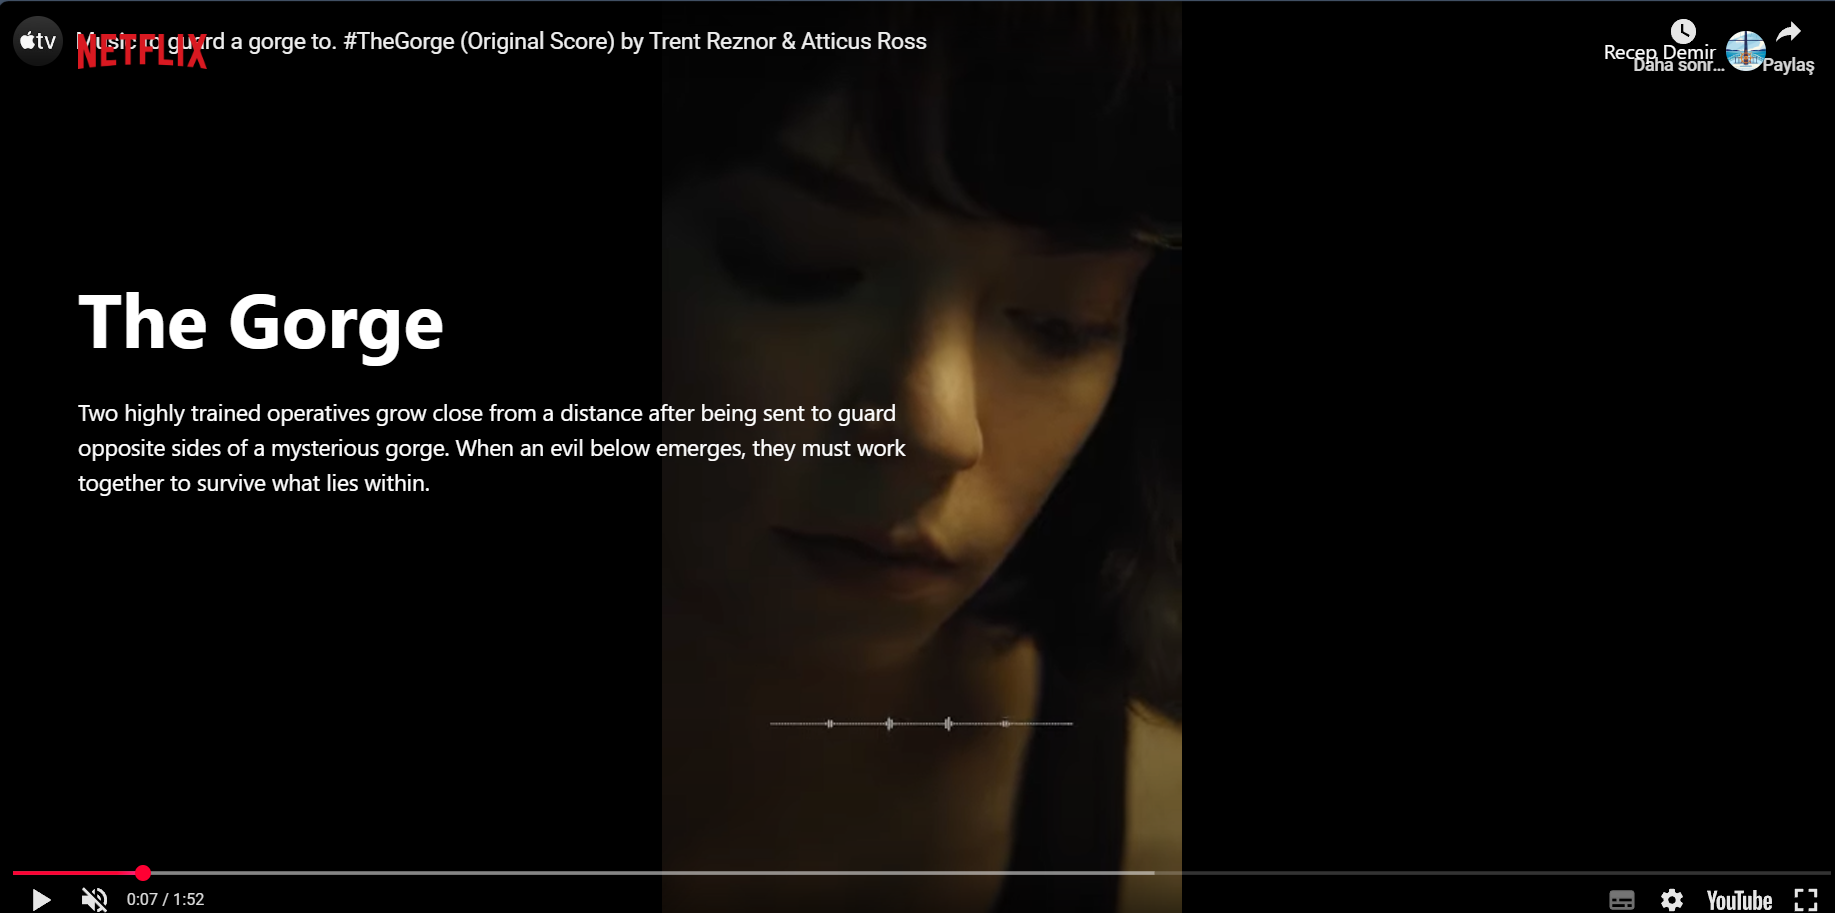 tv
Music to guard a gorge to. #TheGorge (Original Score) by Trent Reznor & Atticus Ross
NETFLIX
Recep Demir
Daha sonr...
Paylaş
The Gorge
Two highly trained operatives grow close from a distance after being sent to guard
opposite sides of a mysterious gorge. When an evil below emerges, they must work
together to survive what lies within.
0:07 / 1:52
YouTube